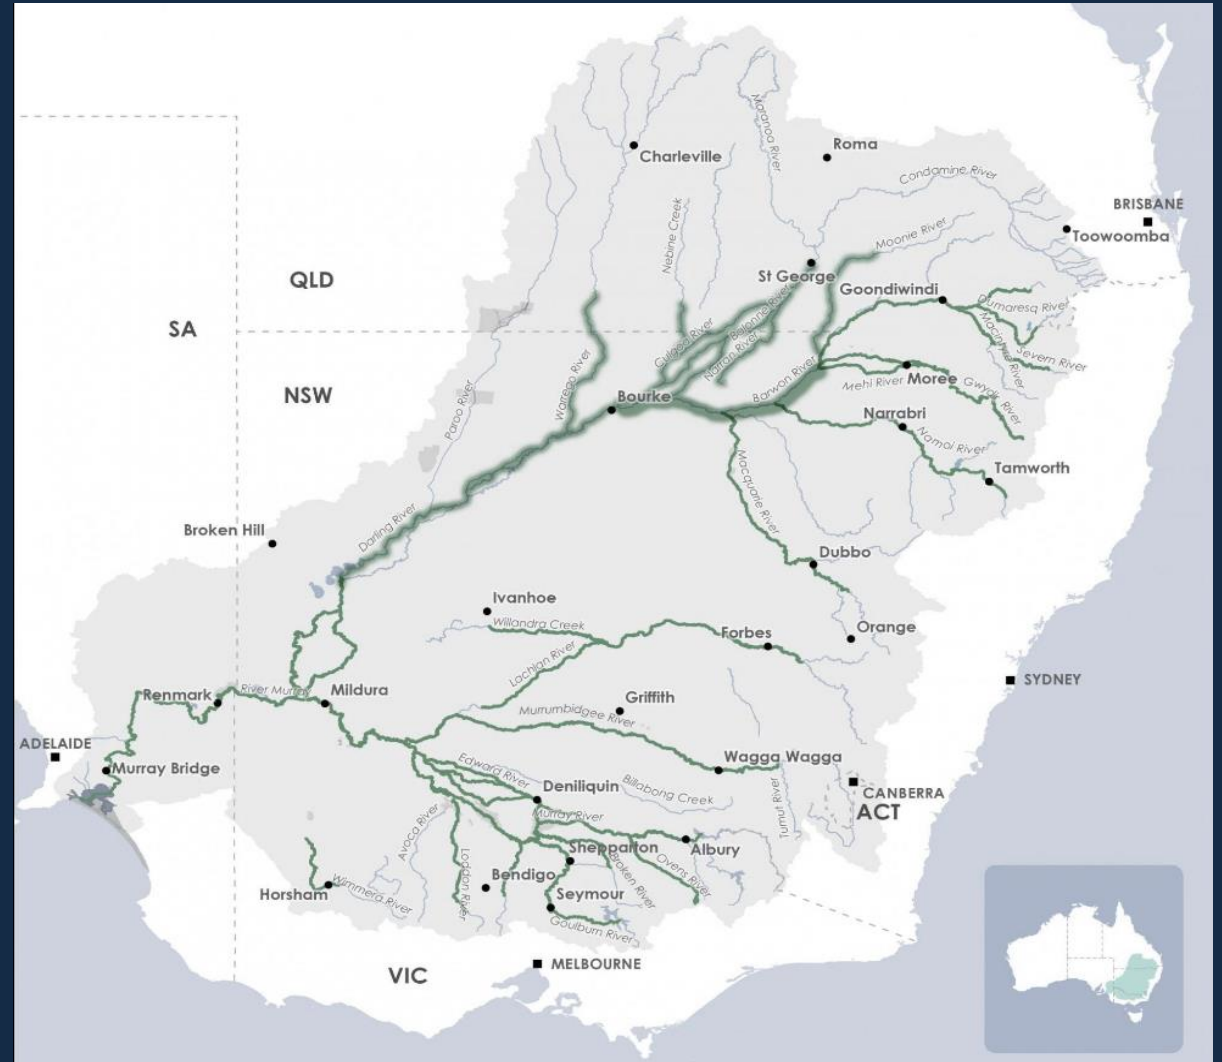 Maranoa River
Roma
Charleville
Condamine River
BRISBANE
Toowoomba
Nebine Creek
Moonie River
St George
QLD
Goondiwindi
Dumaresq River
SA
Culgoa River
Balonne River
Narran River
Macintyre River
Severn River
Warrego River
Barwon River
Mehi River
Moree
Gwydir River
NSW
Paroo River
Bourke
Narrabri
Namoi River
Tamworth
Macquarie River
Darling River
Broken Hill
Dubbo
Ivanhoe
Willandra Creek
Forbes
Orange
Lachlan River
SYDNEY
Renmark
River Murray
Mildura
Griffith
Murrumbidgee River
ADELAIDE
Murray Bridge
Wagga Wagga
Edward River
Deniliquin
Billabong Creek
Tumut River
CANBERRA
ACT
Murray River
Avoca River
Shepparton
Albury
Loddon River
Broken River
Ovens River
Bendigo
Horsham
Wimmera River
Seymour
Goulburn River
VIC
MELBOURNE